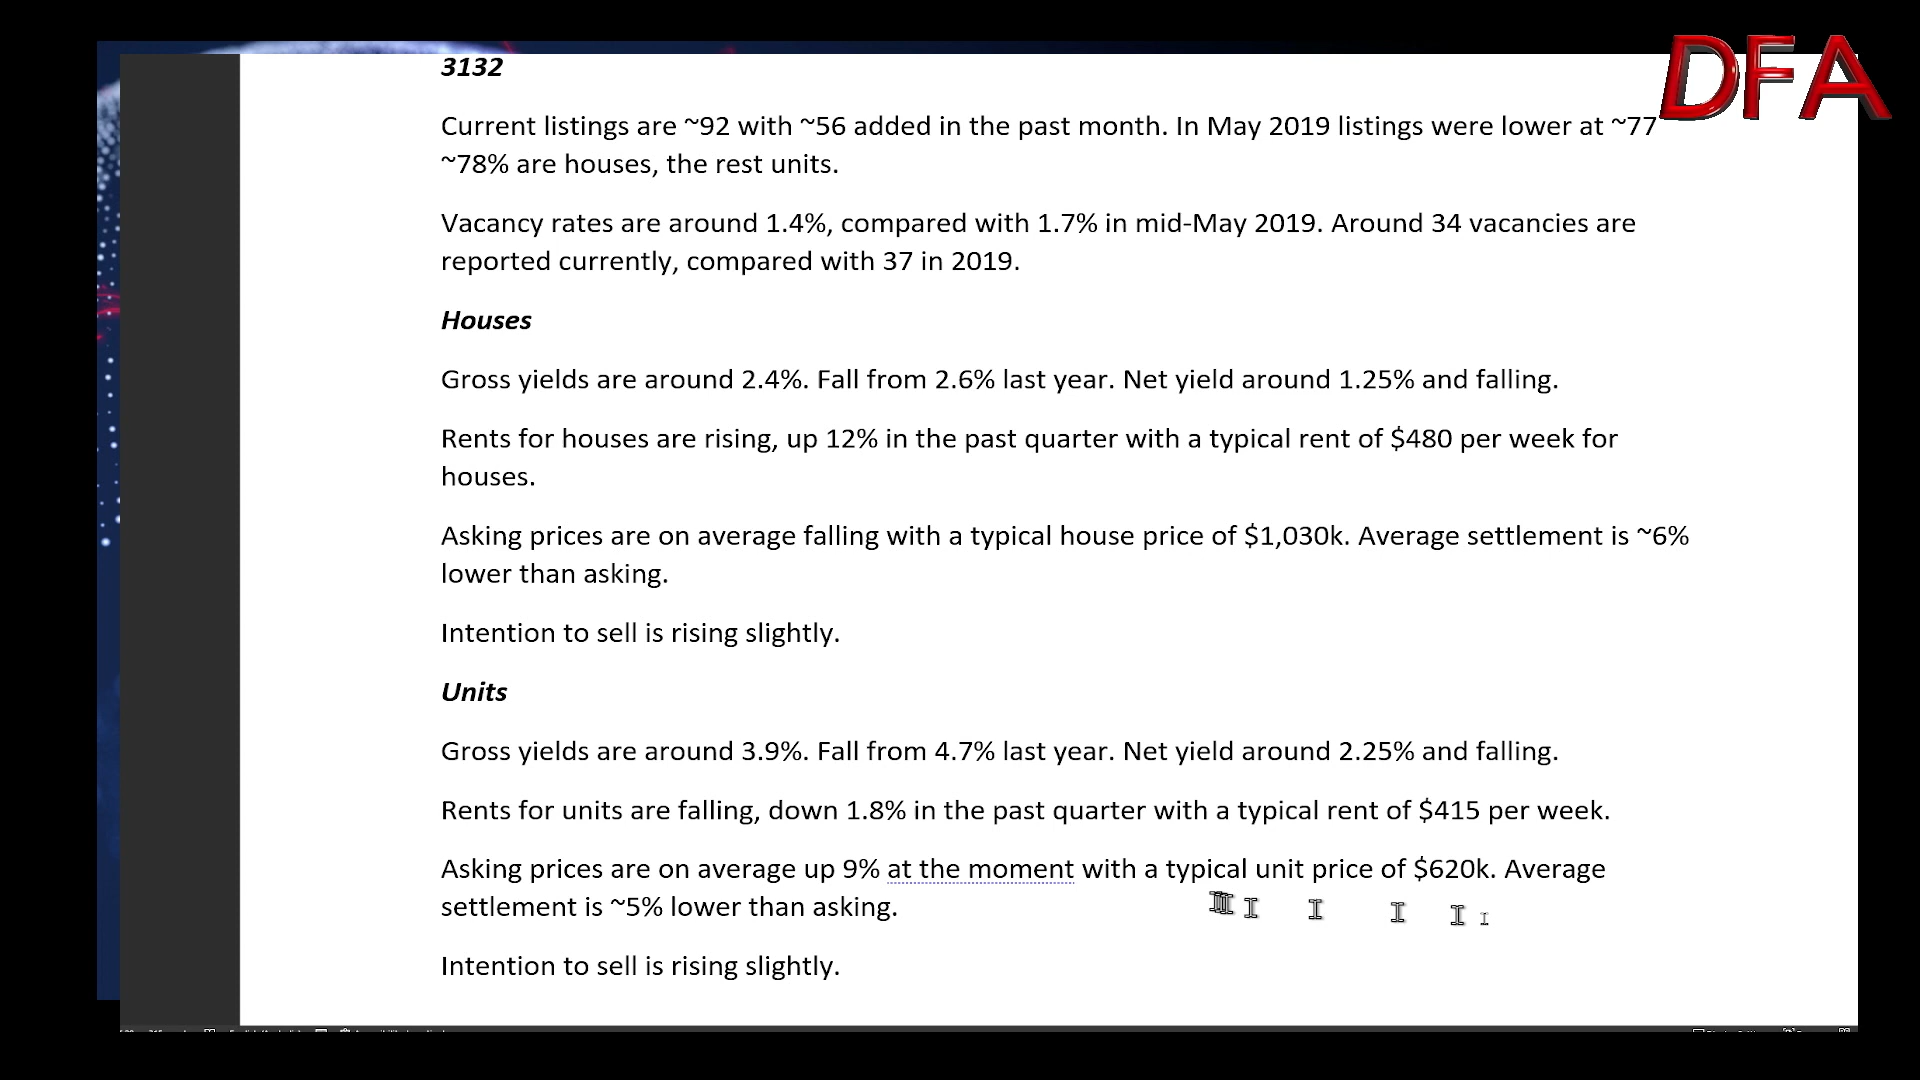 DFA
3132
Current listings are ~92 with ~56 added in the past month. In May 2019 listings were lower at ~77
~78% are houses, the rest units.
Vacancy rates are around 1.4%, compared with 1.7% in mid-May 2019. Around 34 vacancies are
reported currently, compared with 37 in 2019.
Houses
Gross yields are around 2.4%. Fall from 2.6% last year. Net yield around 1.25% and falling.
Rents for houses are rising, up 12% in the past quarter with a typical rent of $480 per week for
houses.
Asking prices are on average falling with a typical house price of $1,030k. Average settlement is ~6%
lower than asking.
Intention to sell is rising slightly.
Units
Gross yields are around 3.9%. Fall from 4.7% last year. Net yield around 2.25% and falling.
Rents for units are falling, down 1.8% in the past quarter with a typical rent of $415 per week.
Asking prices are on average up 9% at the moment with a typical unit price of $620k. Average
settlement is ~5% lower than asking.
Intention to sell is rising slightly.